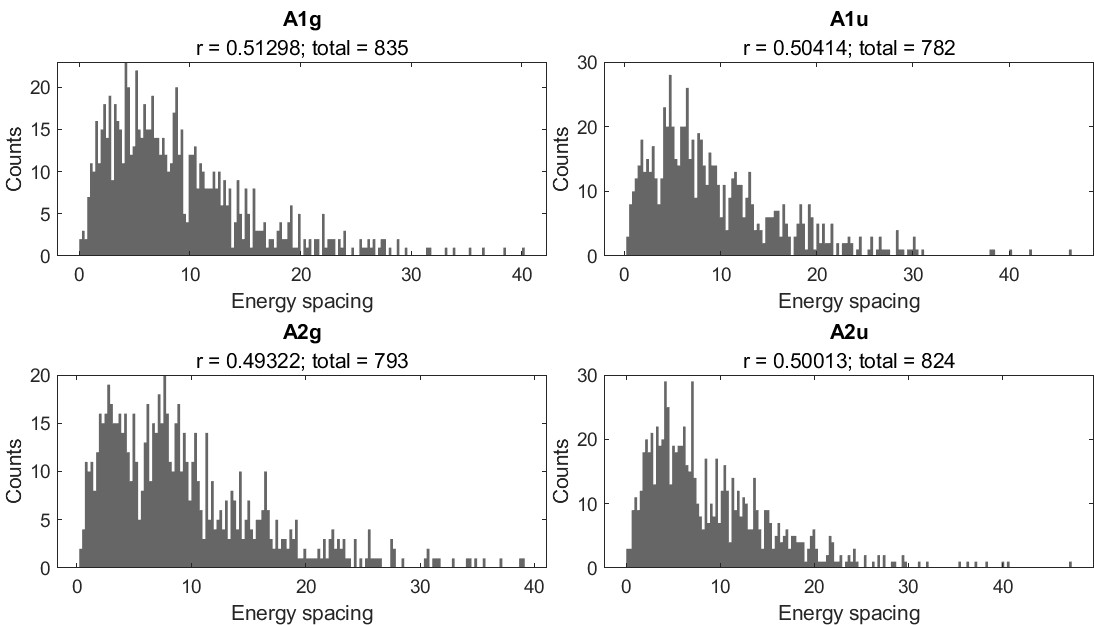 A1g
r = 0.51298; total = 835
20
15
10
5
0
Counts
0 10 20 30 40
Energy spacing
A1u
r = 0.50414; total = 782
30
20
10
0
Counts
0 10 20 30 40
Energy spacing
A2g
r = 0.49322; total = 793
20
15
10
5
0
Counts
0 10 20 30 40
Energy spacing
A2u
r = 0.50013; total = 824
30
20
10
0
Counts
0 10 20 30 40
Energy spacing